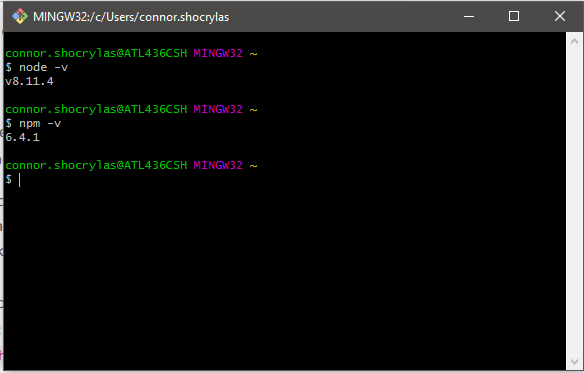 MINGW32:/c/Users/connor.shocrylas
connor.shocrylas@ATL436CSH MINGW32 ~
$ node -v
v8.11.4
connor.shocrylas@ATL436CSH MINGW32 ~
$ npm -v
6.4.1
connor.shocrylas@ATL436CSH MINGW32 ~
$